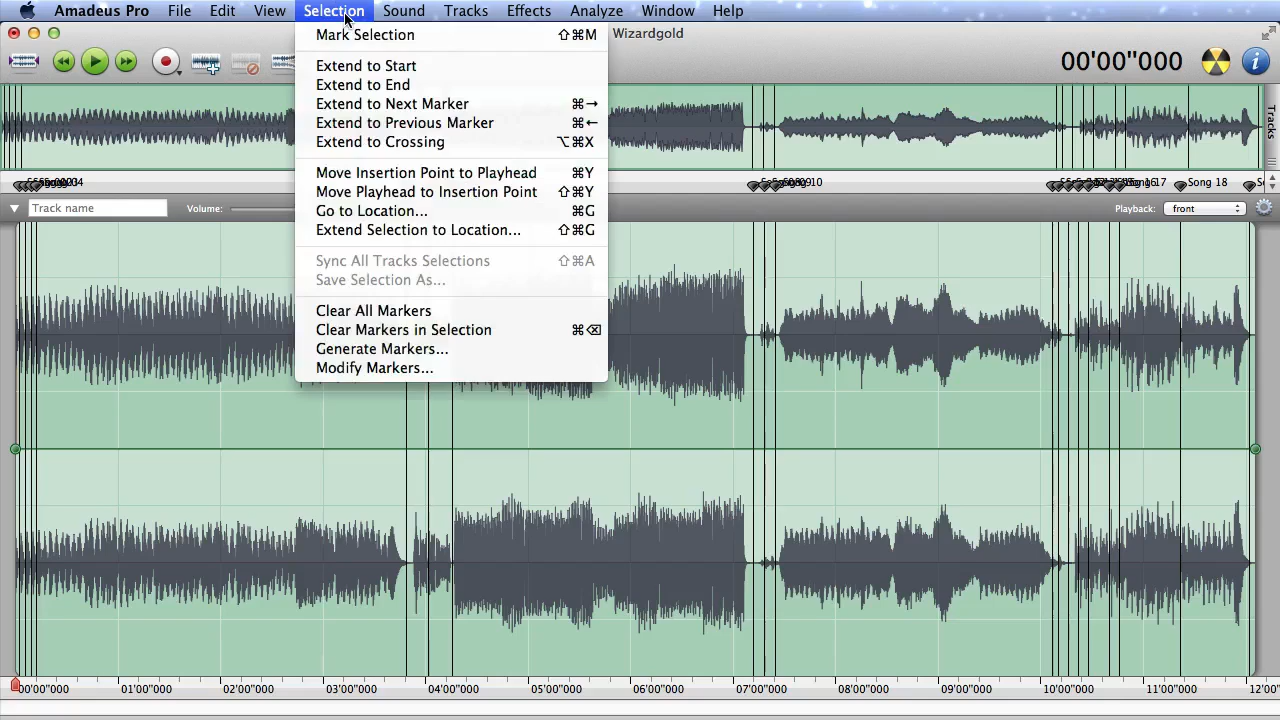 Amadeus Pro File Edit View Selection Sound Tracks Effects Analyze Window Help
Wizardgold
00'00"000
Mark Selection ⇧⌘M
Extend to Start
Extend to End
Extend to Next Marker ⌘→
Extend to Previous Marker ⌘←
Extend to Crossing ⌥⌘X
Move Insertion Point to Playhead ⌘Y
Move Playhead to Insertion Point ⇧⌘Y
Go to Location... ⌘G
Extend Selection to Location... ⇧⌘G
Sync All Tracks Selections ⇧⌘A
Save Selection As...
Clear All Markers
Clear Markers in Selection ⌘⌫
Generate Markers...
Modify Markers...
Tracks
Song 18
Track name
Volume:
Playback: front
00'00"000 01'00"000 02'00"000 03'00"000 04'00"000 05'00"000 06'00"000 07'00"000 08'00"000 09'00"000 10'00"000 11'00"000 12'00"